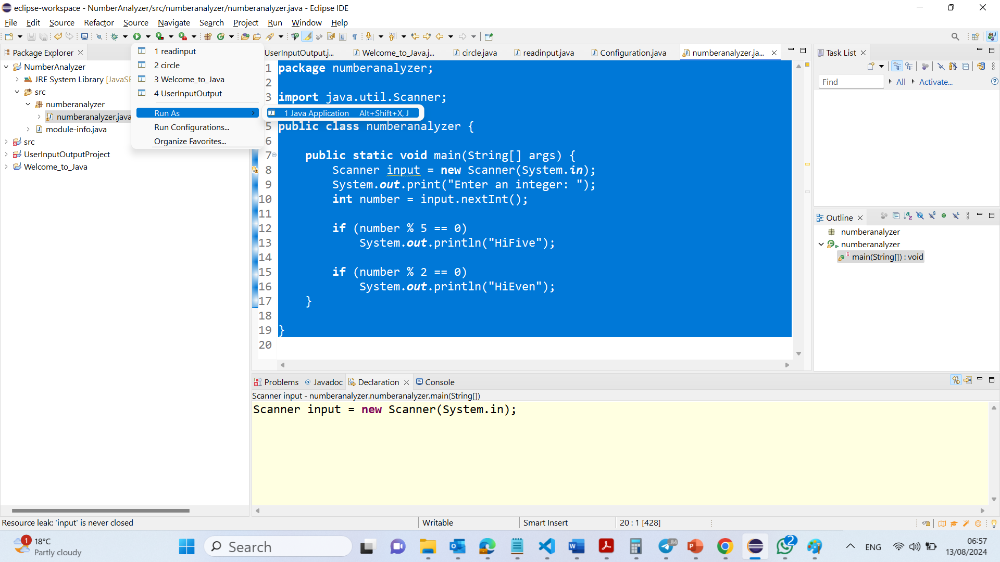 eclipse-workspace - NumberAnalyzer/src/numberanalyzer/numberanalyzer.java - Eclipse IDE
File Edit Source Refactor Source Navigate Search Project Run Window Help
Package Explorer
NumberAnalyzer
JRE System Library [JavaSE
src
numberanalyzer
numberanalyzer.java
module-info.java
src
UserInputOutputProject
Welcome_to_Java
1 readinput
2 circle
3 Welcome_to_Java
4 UserInputOutput
Run As
Run Configurations...
Organize Favorites...
1 Java Application Alt+Shift+X, J
UserInputOutput.j... Welcome_to_Java.j... circle.java readinput.java Configuration.java numberanalyzer.ja...
1 package numberanalyzer;
2
3 import java.util.Scanner;
5 public class numberanalyzer {
6
7 public static void main(String[] args) {
8 Scanner input = new Scanner(System.in);
9 System.out.print("Enter an integer: ");
10 int number = input.nextInt();
11
12 if (number % 5 == 0)
13 System.out.println("HiFive");
14
15 if (number % 2 == 0)
16 System.out.println("HiEven");
17 }
18
19 }
20
Task List
Find All Activate...
Outline
numberanalyzer
numberanalyzer
main(String[]) : void
Problems @ Javadoc Declaration Console
Scanner input - numberanalyzer.numberanalyzer.main(String[])
Scanner input = new Scanner(System.in);
Resource leak: 'input' is never closed Writable Smart Insert 20 : 1 [428]
1 18°C
Partly cloudy
Search
84
2
ENG
06:57
13/08/2024